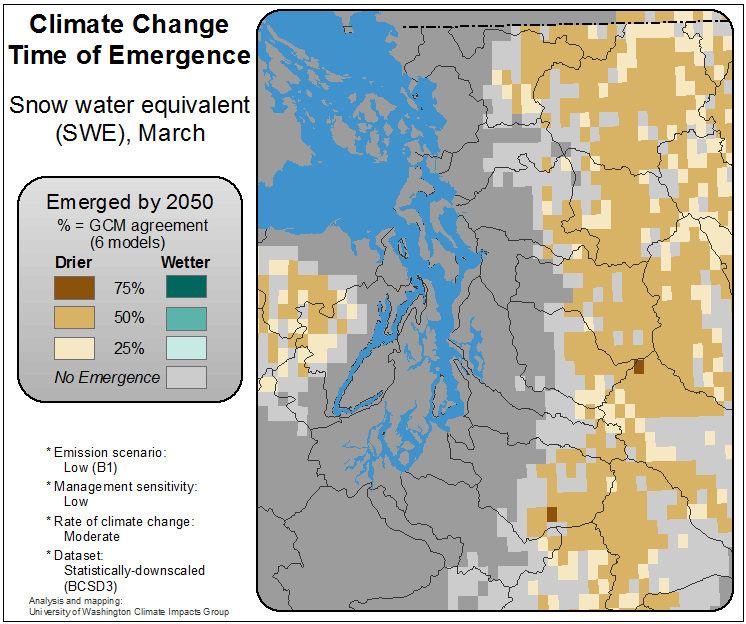 Climate Change
Time of Emergence
Snow water equivalent
(SWE), March
Emerged by 2050
% = GCM agreement
(6 models)
Drier Wetter
75%
50%
25%
No Emergence
* Emission scenario:
Low (B1)
* Management sensitivity:
Low
* Rate of climate change:
Moderate
* Dataset:
Statistically-downscaled
(BCSD3)
Analysis and mapping:
University of Washington Climate Impacts Group